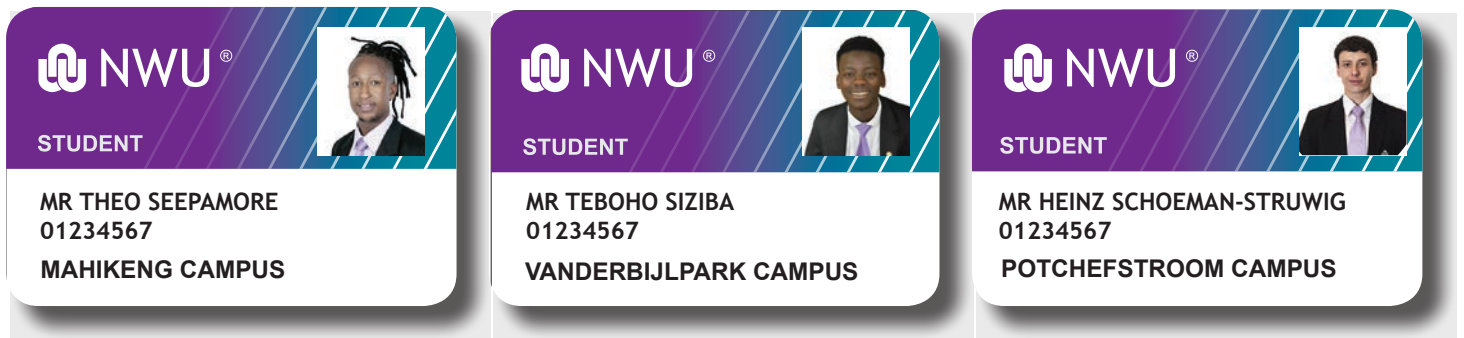 NWU®
STUDENT
MR THEO SEEPAMORE
01234567
MAHIKENG CAMPUS
NWU®
STUDENT
MR TEBOHO SIZIBA
01234567
VANDERBIJLPARK CAMPUS
NWU®
STUDENT
MR HEINZ SCHOEMAN-STRUWIG
01234567
POTCHEFSTROOM CAMPUS